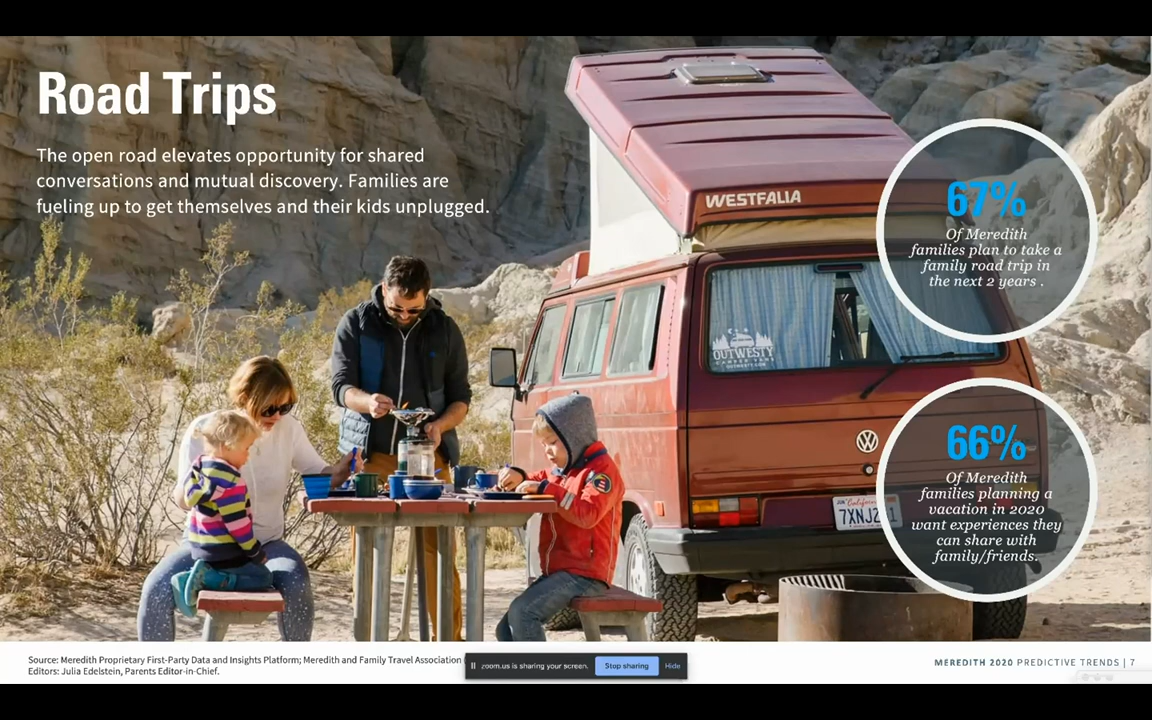 Road Trips
The open road elevates opportunity for shared
conversations and mutual discovery. Families are
fueling up to get themselves and their kids unplugged.
WESTFALIA
67%
Of Meredith
families plan to take a
family road trip in
the next 2 years .
OUTWESTY
CAMPER VANS
OUTWESTY.COM
66%
Of Meredith
families planning a
vacation in 2020
want experiences they
can share with
family/friends.
California
Source: Meredith Proprietary First-Party Data and Insights Platform; Meredith and Family Travel Association
Editors: Julia Edelstein, Parents Editor-in-Chief.
zoom.us is sharing your screen.
Stop sharing
Hide
MEREDITH 2020 PREDICTIVE TRENDS | 7